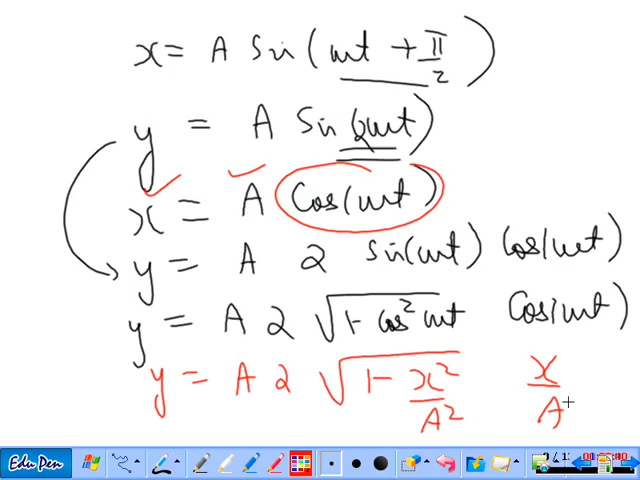 x = A Sin ( ωt + π/2 )
y = A Sin (2ωt)
x = A Cos(ωt)
y = A 2 sin(ωt) cos(ωt)
y = A 2 √(1- cos² ωt) Cos(ωt)
y = A 2 √(1 - x²/A²) x/A
Edu Pen